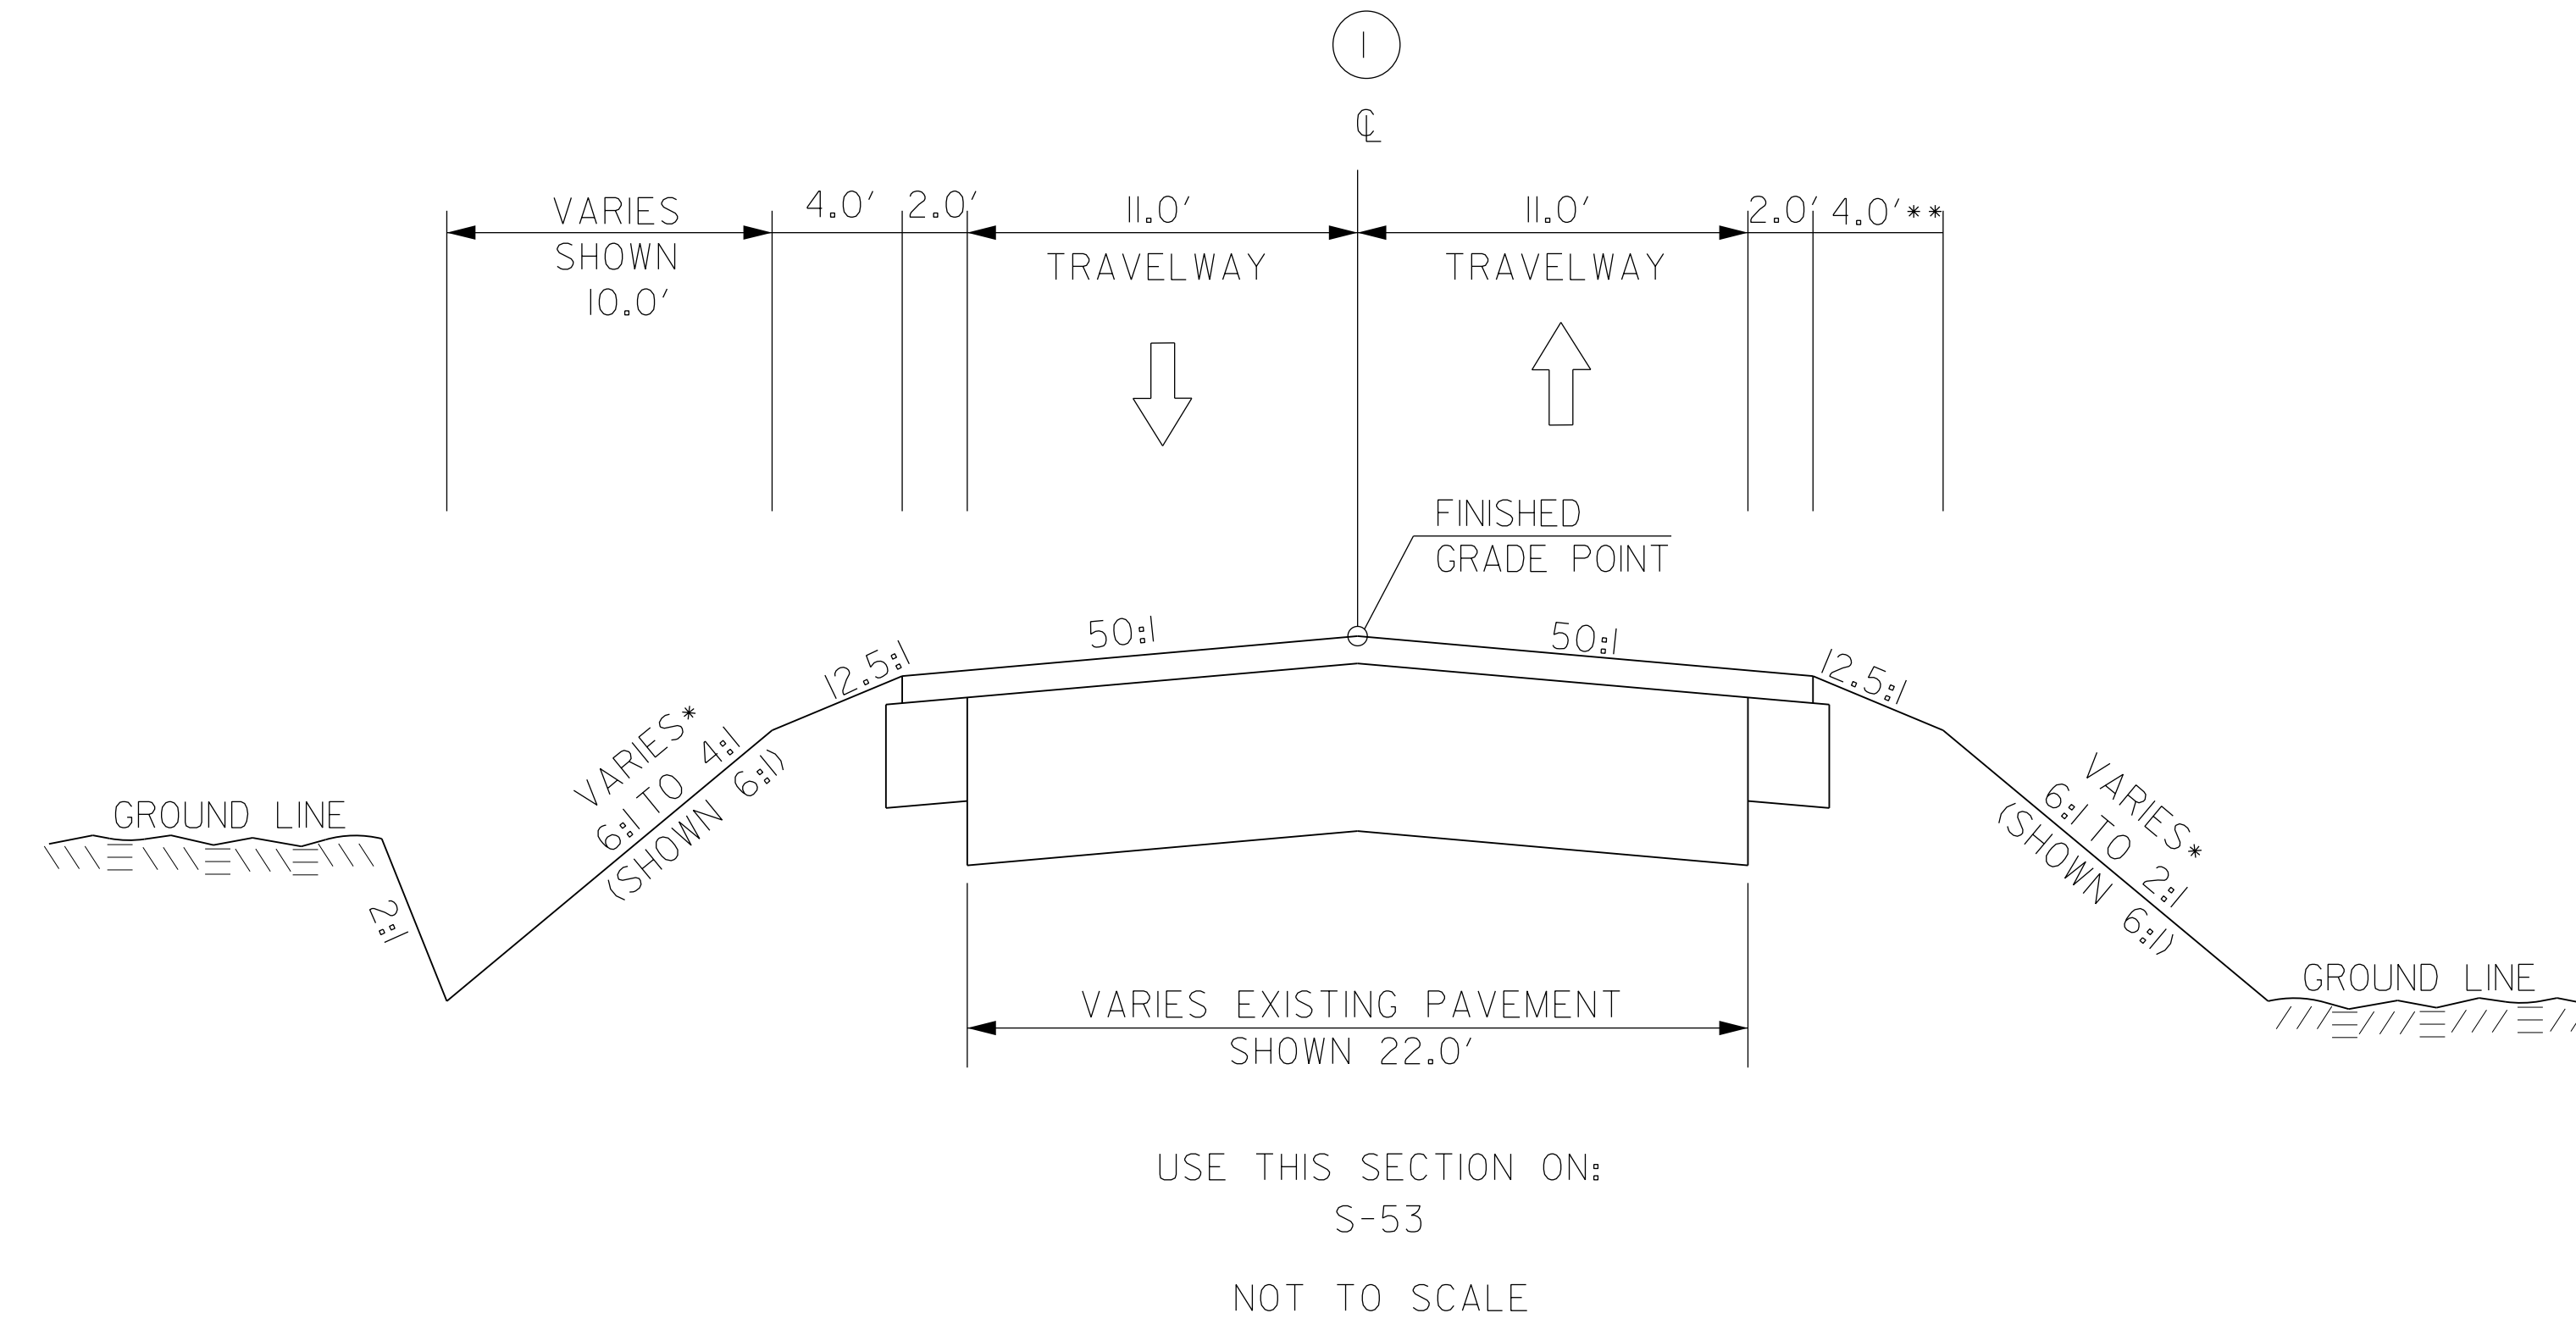 1
℄
VARIES
SHOWN
10.0'
4.0'
2.0'
11.0'
TRAVELWAY
11.0'
TRAVELWAY
2.0'
4.0'**
FINISHED
GRADE POINT
50:1
50:1
12.5:1
12.5:1
VARIES*
6:1 TO 4:1
(SHOWN 6:1)
VARIES*
6:1 TO 2:1
(SHOWN 6:1)
GROUND LINE
2:1
GROUND LINE
VARIES EXISTING PAVEMENT
SHOWN 22.0'
USE THIS SECTION ON:
S-53
NOT TO SCALE